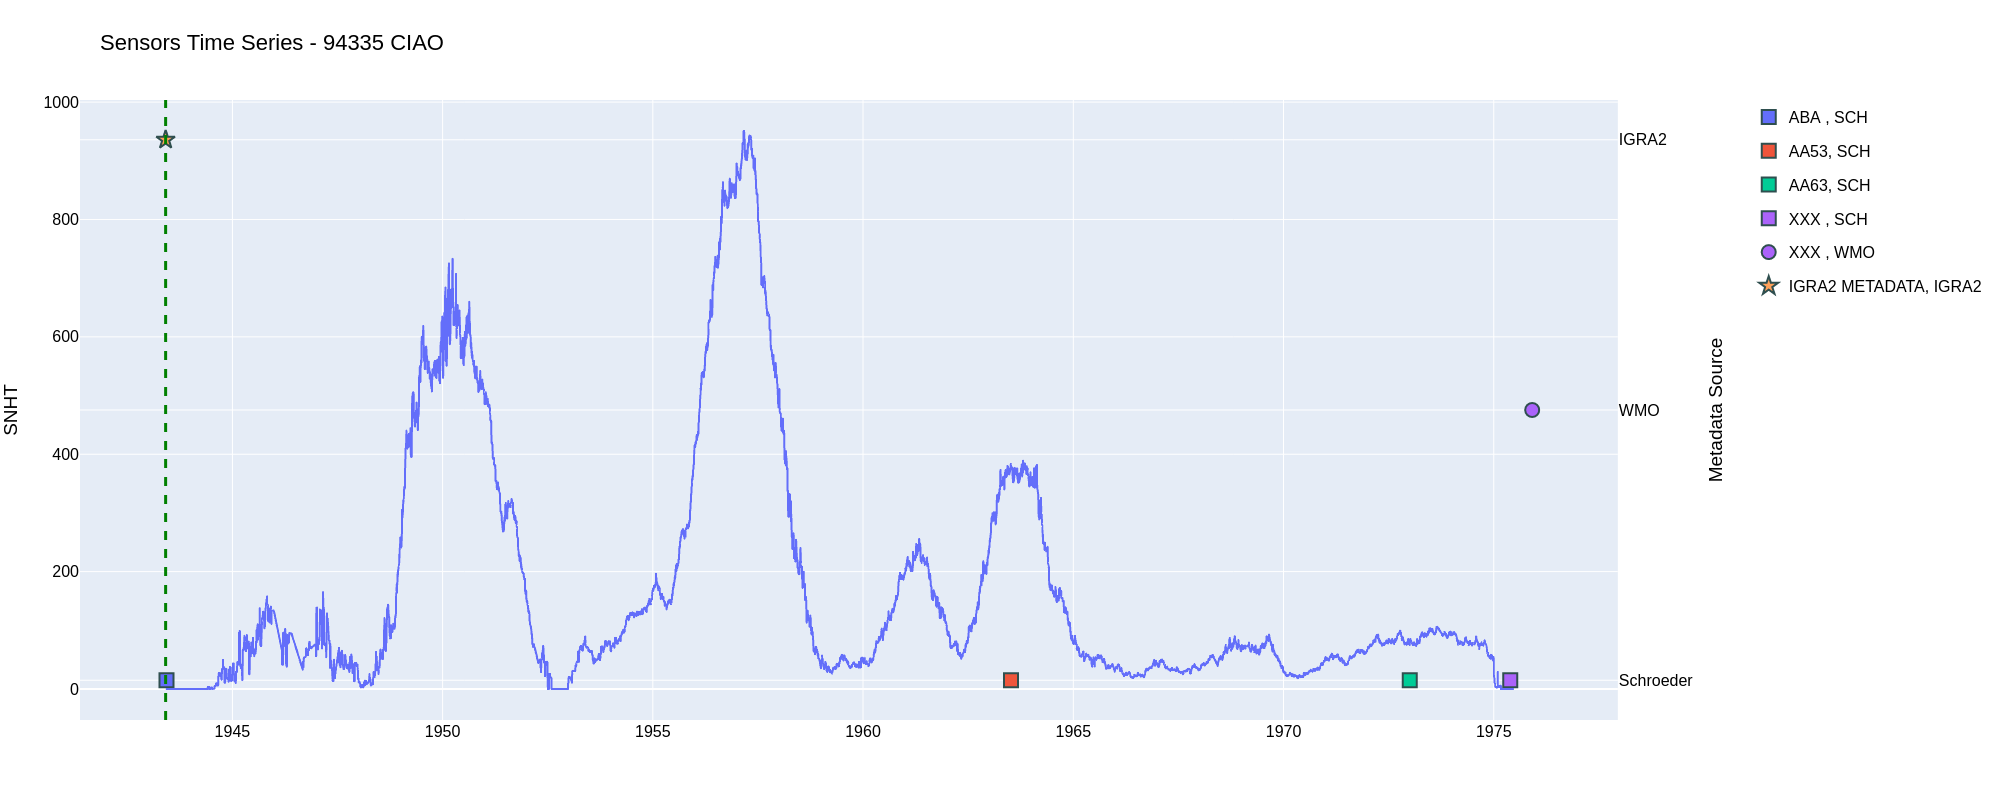 Sensors Time Series - 94335 CIAO
1000
800
600
400
200
0
SNHT
1945
1950
1955
1960
1965
1970
1975
IGRA2
WMO
Schroeder
Metadata Source
ABA , SCH
AA53, SCH
AA63, SCH
XXX , SCH
XXX , WMO
IGRA2 METADATA, IGRA2